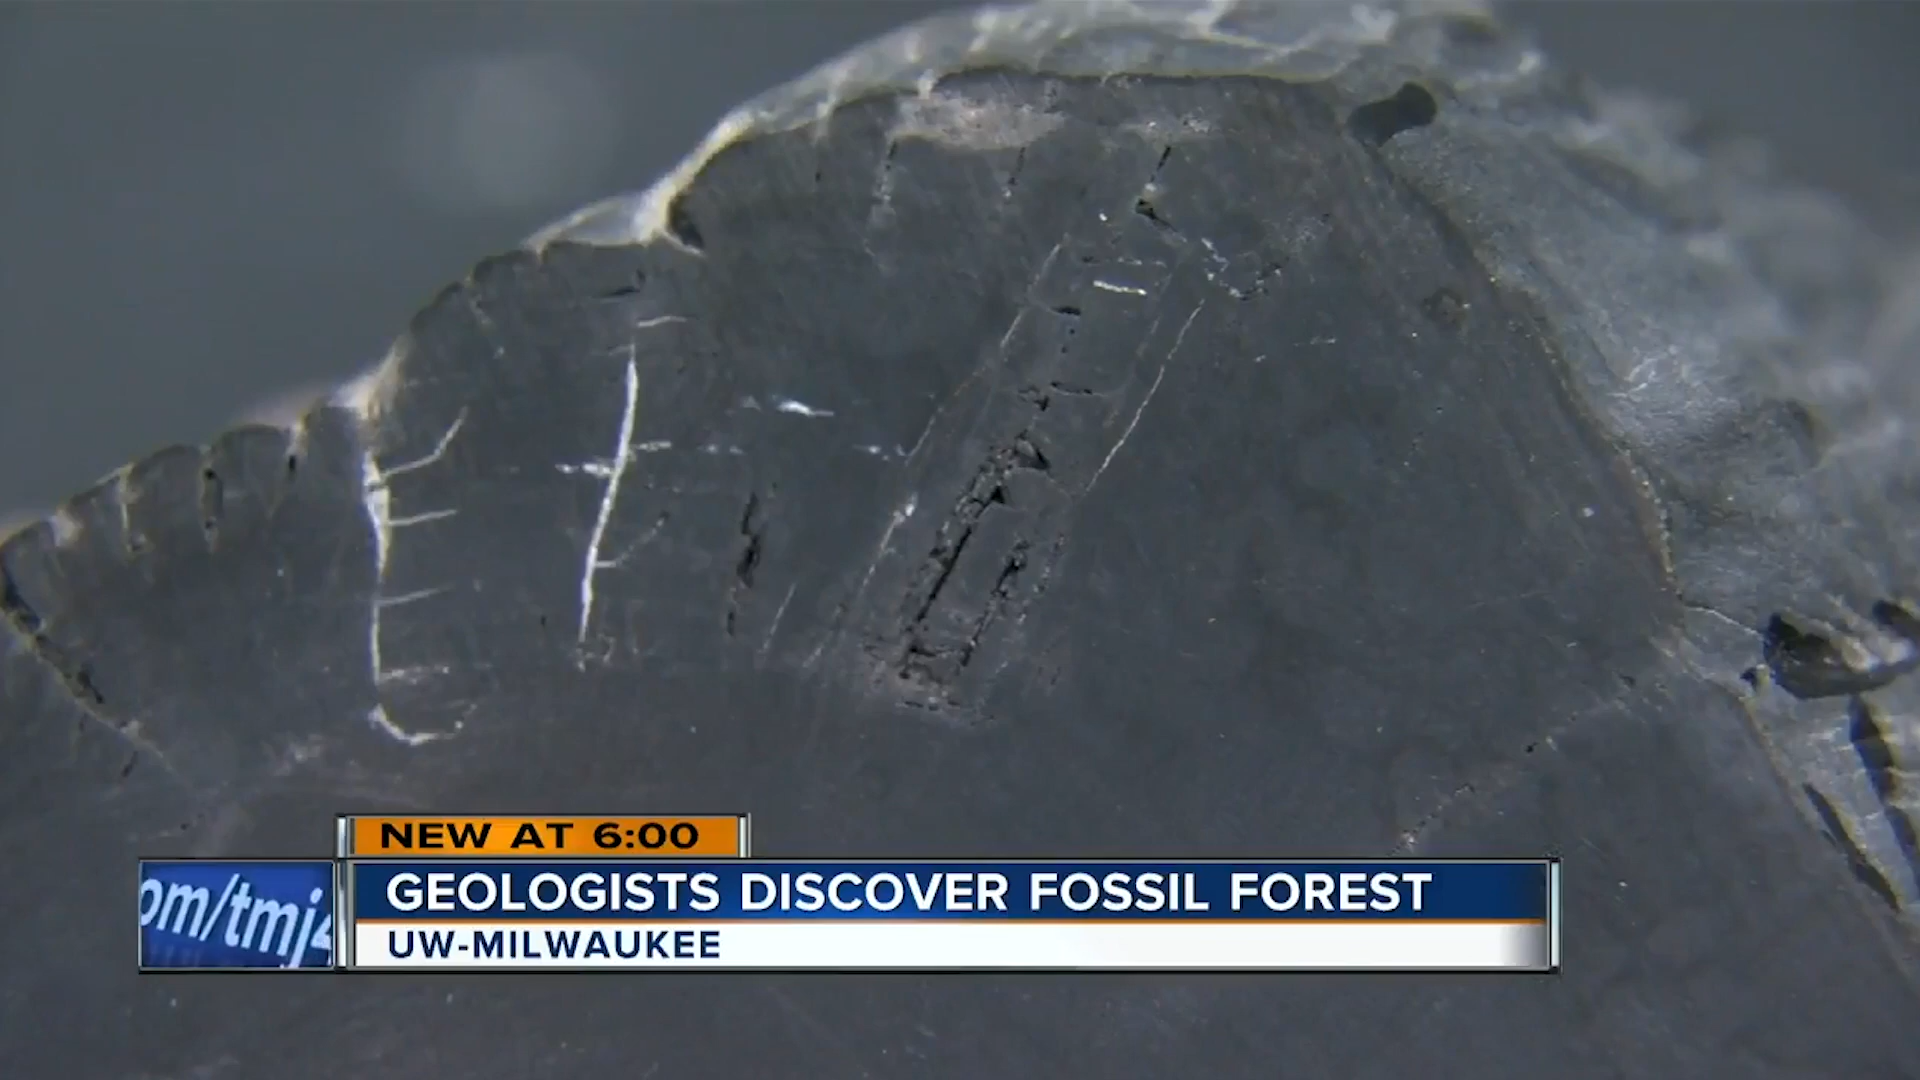 NEW AT 6:00
GEOLOGISTS DISCOVER FOSSIL FOREST
om/tmj4
UW-MILWAUKEE